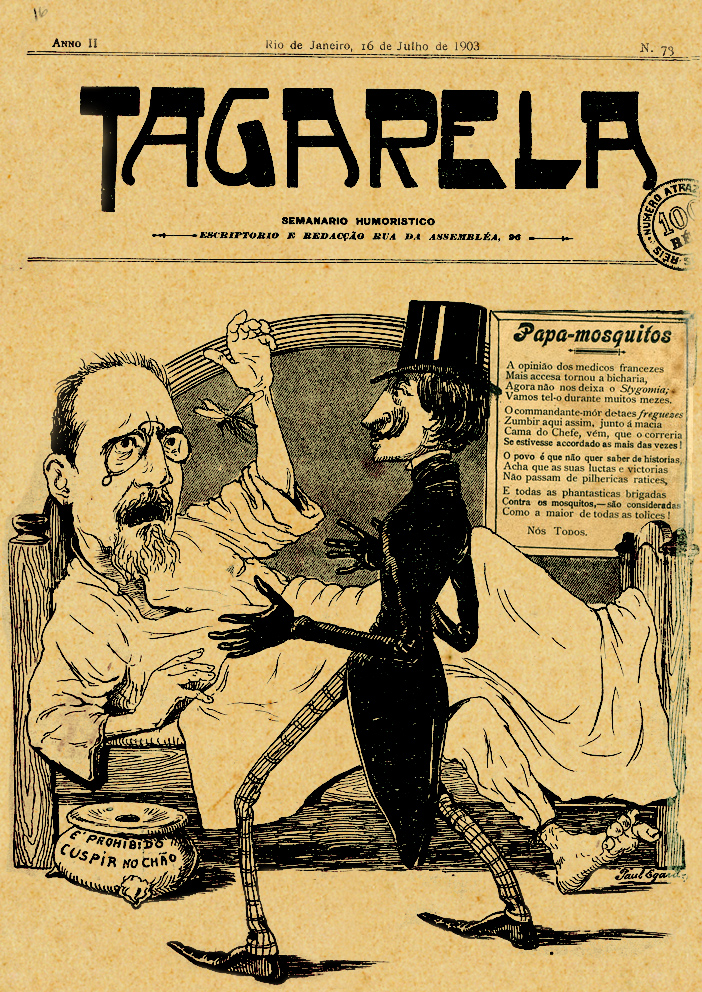 16
ANNO II
Rio de Janeiro, 16 de Julho de 1903
N. 73
TAGARELA
SEMANARIO HUMORISTICO
ESCRIPTORIO E REDACÇÃO RUA DA ASSEMBLÉA, 96
NUMERO ATRAZ
100
RÉIS
Papa-mosquitos
A opinião dos medicos francezes
Mais accesa tornou a bicharia,
Agora não nos deixa o Stygomia;
Vamos tel-o durante muitos mezes.
O commandante-mór de taes freguezes
Zumbir aqui assim, junto á macia
Cama do Chefe, vém, que o correria
Se estivesse accordado as mais das vezes!
O povo é que não quer saber de historias,
Acha que as suas luctas e victorias
Não passam de pilhericas ratices,
E todas as phantasticas brigadas
Contra os mosquitos,—são consideradas
Como a maior de todas as tolices!
NÓS TODOS.
E' PROHIBIDO
CUSPIR NO CHÃO